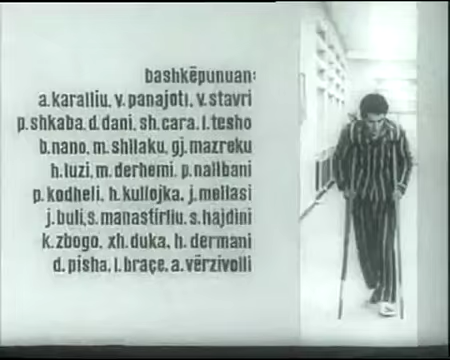 bashkëpunuan:
a. karalliu, v. panajoti, v. stavri
p. shkaba, d. dani, sh. cara, l. tesho
b. nano, m. shllaku, gj. mazreku
h. luzi, m. derhemi, p. nallbani
p. kodheli, h. kullojka, j. mellasi
j. buli, s. manastirliu, s. hajdini
k. zbogo, xh. duka, h. dermani
d. pisha, l. braçe, a. vërzivolli